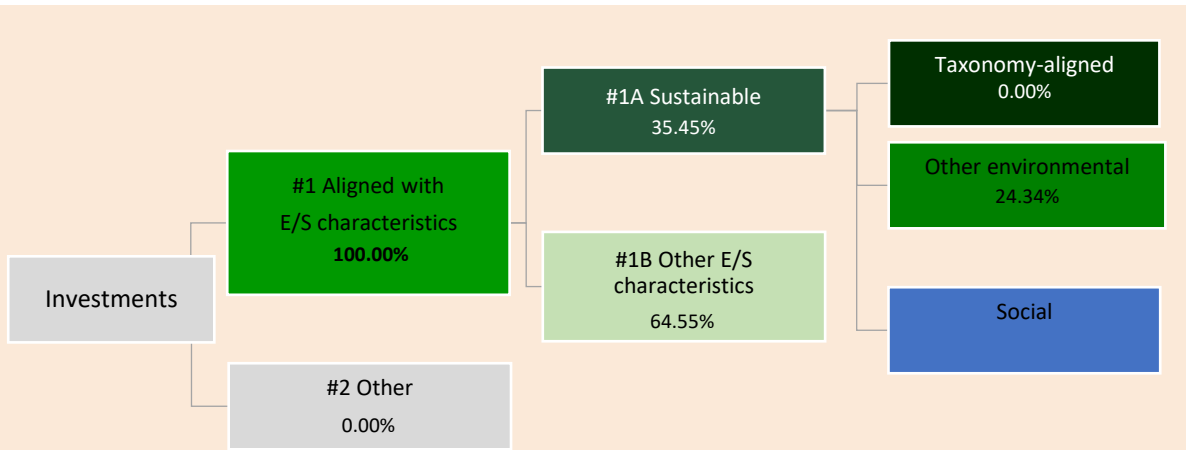 Investments
#1 Aligned with
E/S characteristics
100.00%
#2 Other
0.00%
#1A Sustainable
35.45%
#1B Other E/S
characteristics
64.55%
Taxonomy-aligned
0.00%
Other environmental
24.34%
Social